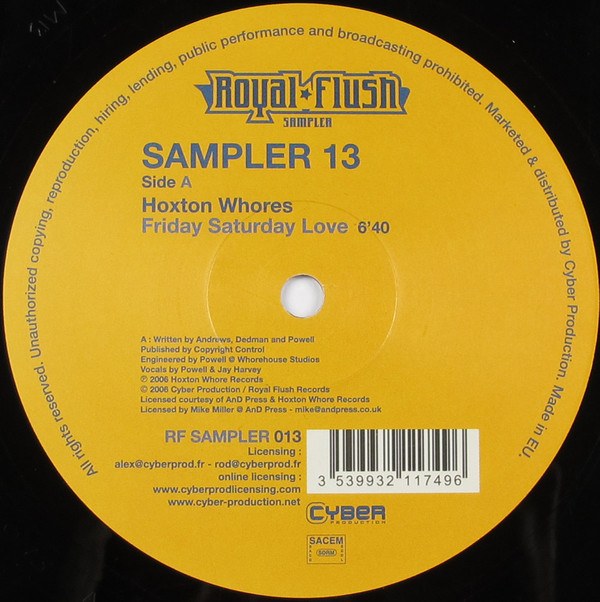 All rights reserved. Unauthorized copying, reproduction, hiring, lending, public performance and broadcasting prohibited. Marketed & distributed by Cyber Production. Made in EU.
Royal Flush
SAMPLER
SAMPLER 13
Side A
Hoxton Whores
Friday Saturday Love 6'40
A : Written by Andrews, Dedman and Powell
Published by Copyright Control
Engineered by Powell @ Whorehouse Studios
Vocals by Powell & Jay Harvey
℗ 2006 Hoxton Whore Records
© 2006 Cyber Production / Royal Flush Records
Licensed courtesy of AnD Press & Hoxton Whore Records
Licensed by Mike Miller @ AnD Press - mike@andpress.co.uk
RF SAMPLER 013
Licensing :
alex@cyberprod.fr - rod@cyberprod.fr
online licensing :
www.cyberprodlicensing.com
www.cyber-production.net
3 539932 117496
CYBER
PRODUCTION
SACEM
SDRM